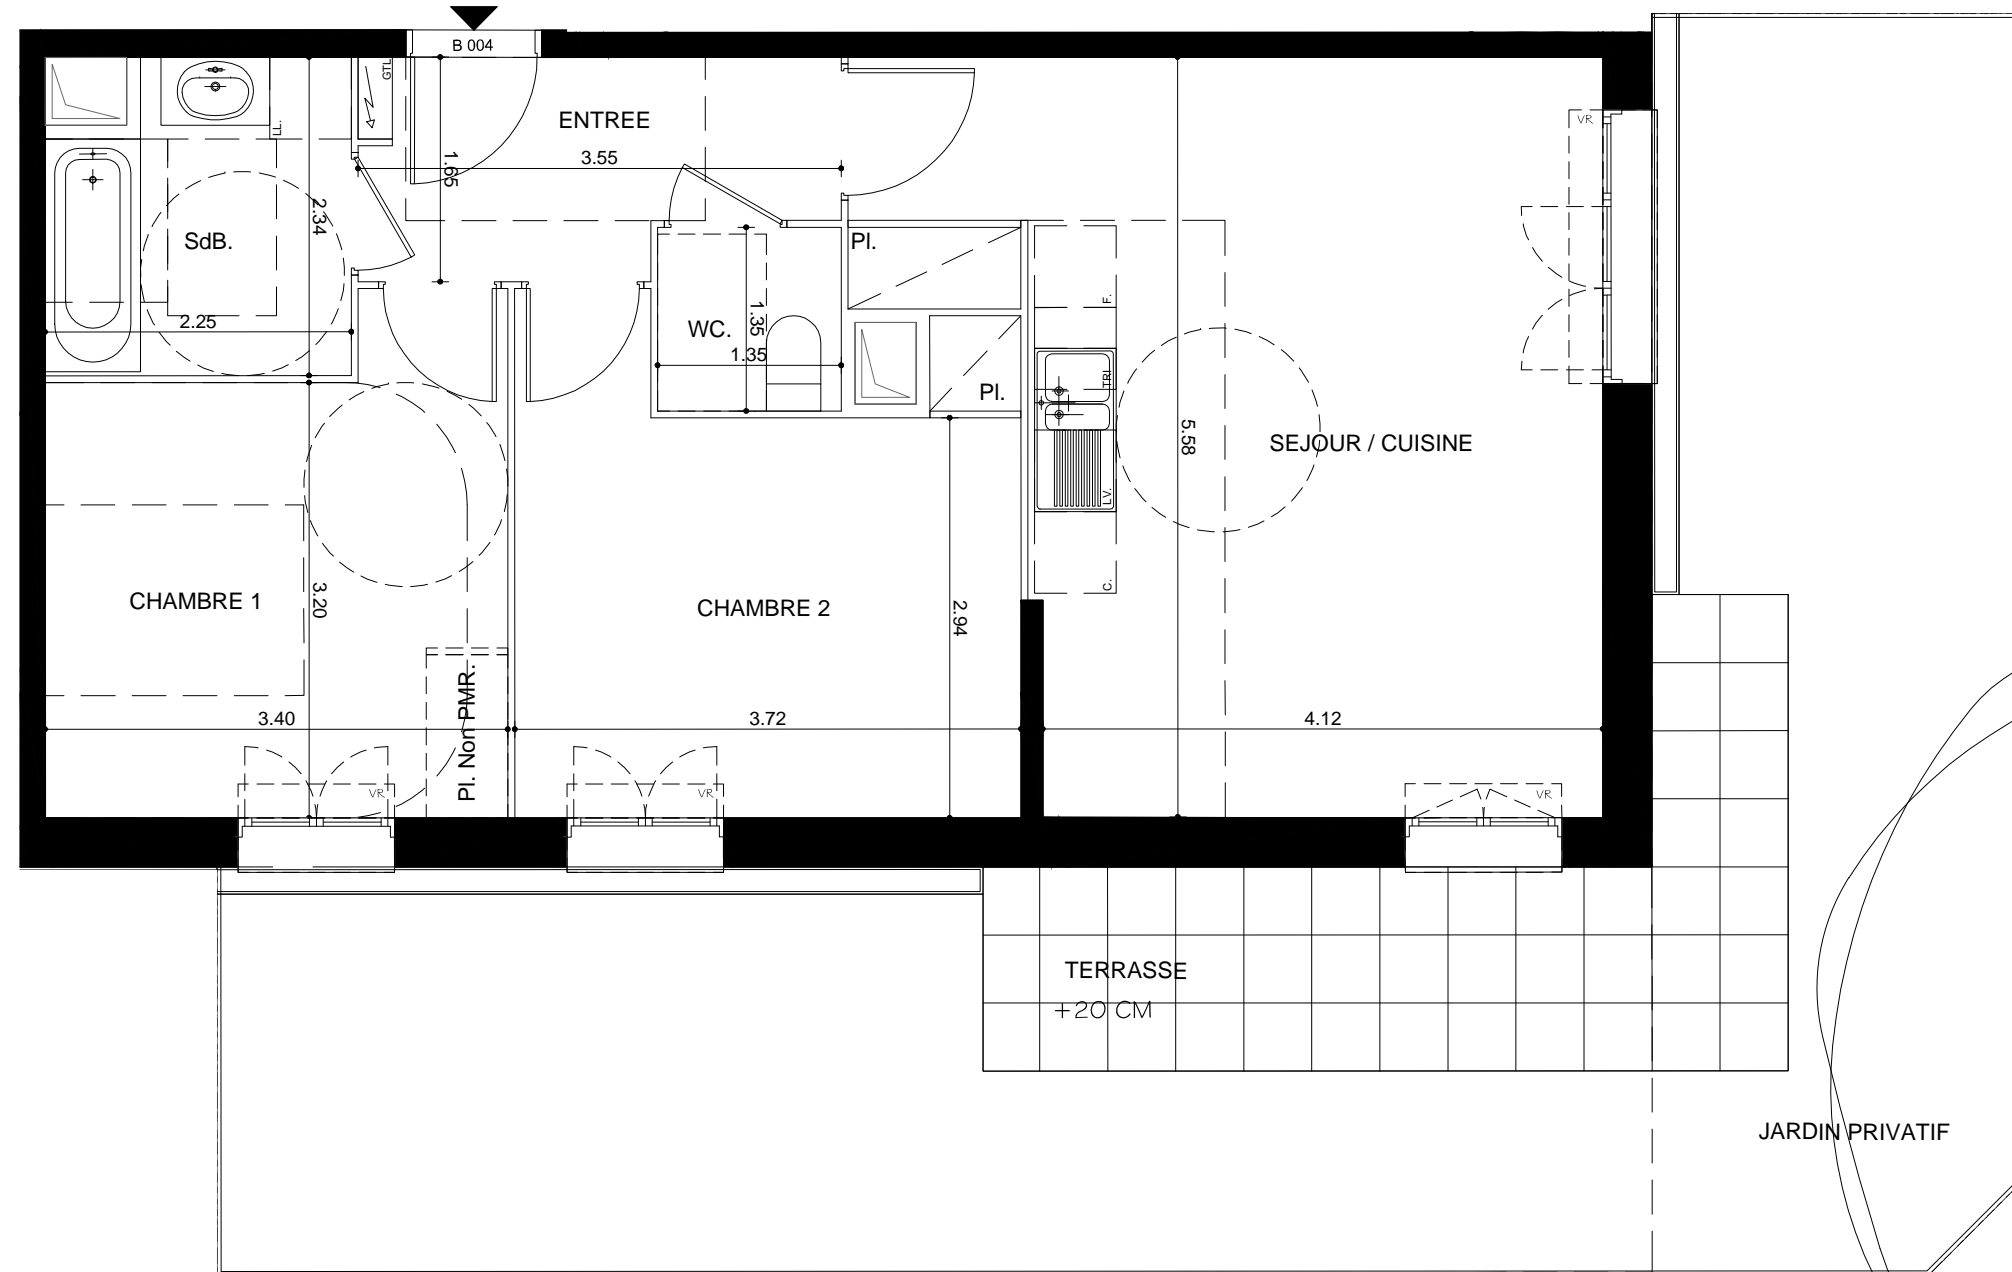 B 004
GTL
ENTREE
VR
LL.
3.55
1.65
2.34
SdB.
Pl.
F.
2.25
WC.
1.35
1.35
TRI
Pl.
5.58
SEJOUR / CUISINE
LV.
C.
CHAMBRE 1
3.20
CHAMBRE 2
2.94
Pl. Non PMR.
3.40
3.72
4.12
VR
VR
VR
TERRASSE
+20 CM
JARDIN PRIVATIF